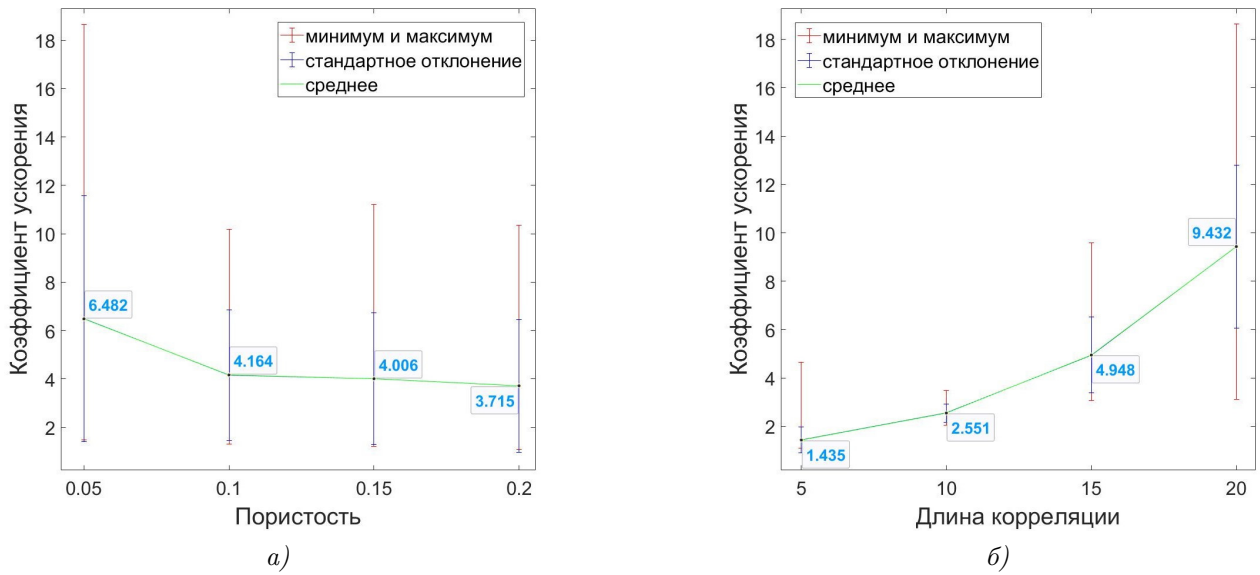 минимум и максимум
стандартное отклонение
среднее
Коэффициент ускорения
18
16
14
12
10
8
6
4
2
6.482
4.164
4.006
3.715
0.05
0.1
0.15
0.2
Пористость
а)
минимум и максимум
стандартное отклонение
среднее
Коэффициент ускорения
18
16
14
12
10
8
6
4
2
9.432
4.948
2.551
1.435
5
10
15
20
Длина корреляции
б)